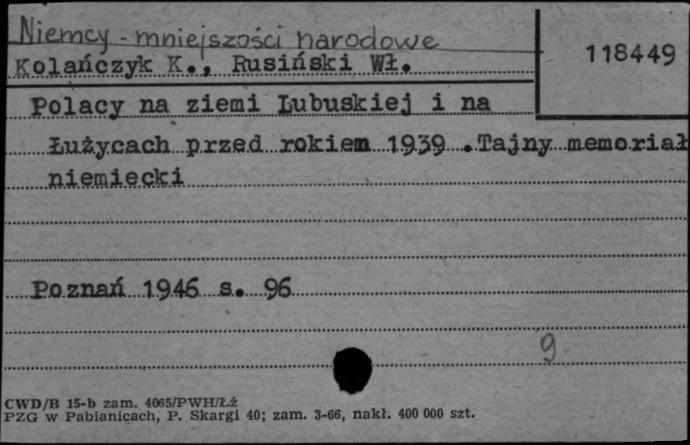 Niemcy - mniejszości narodowe
118449
Kolańczyk K., Rusiński Wł.
Polacy na ziemi Lubuskiej i na
Łużycach przed rokiem 1939 .Tajny memoriał
niemiecki
Poznań 1946 s. 96
9
CWD/B 15-b zam. 4065/PWH/Łź
PZG w Pabianicach, P. Skargi 40; zam. 3-66, nakł. 400 000 szt.